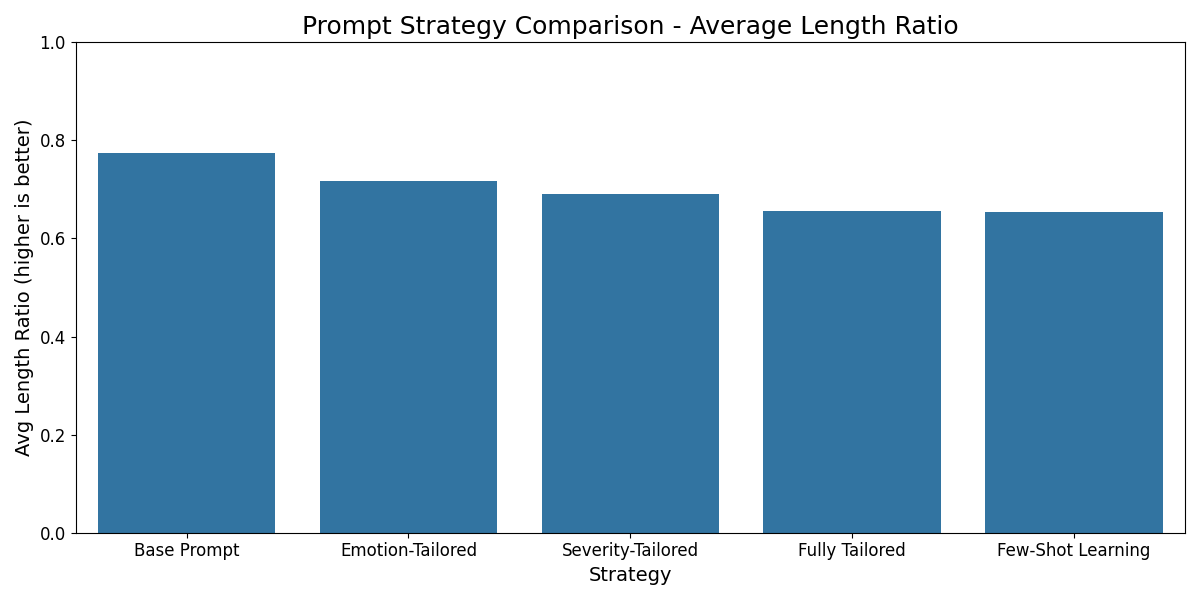 Prompt Strategy Comparison - Average Length Ratio
Avg Length Ratio (higher is better)
1.0
0.8
0.6
0.4
0.2
0.0
Base Prompt
Emotion-Tailored
Severity-Tailored
Fully Tailored
Few-Shot Learning
Strategy